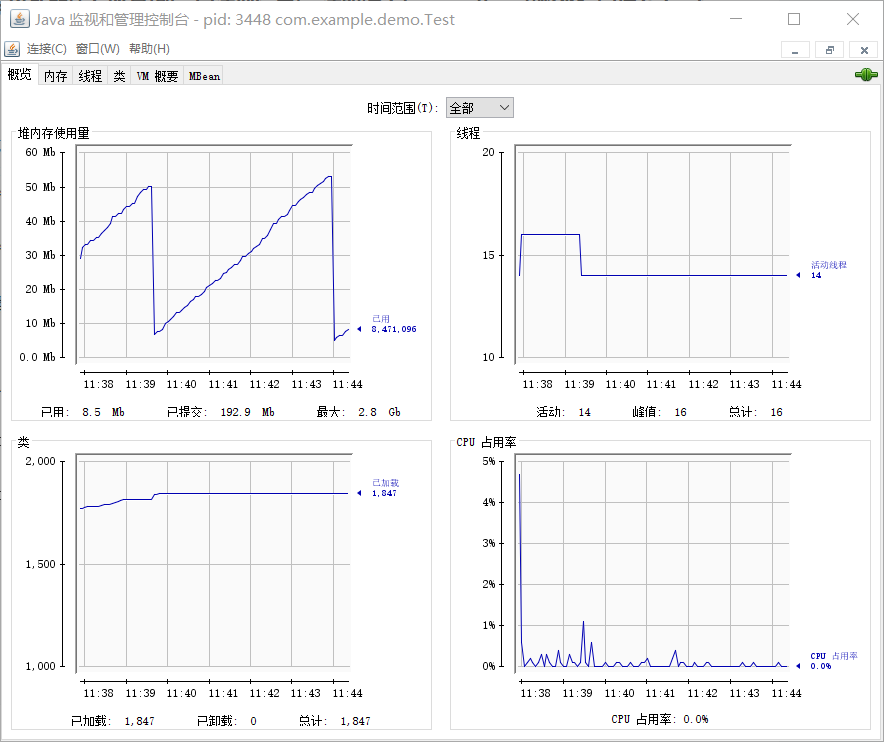 Java 监视和管理控制台 - pid: 3448 com.example.demo.Test
连接(C) 窗口(W) 帮助(H)
概览 内存 线程 类 VM 概要 MBean
时间范围(T): 全部
堆内存使用量
60 Mb
50 Mb
40 Mb
30 Mb
20 Mb
10 Mb
0.0 Mb
已用
8,471,096
11:38 11:39 11:40 11:41 11:42 11:43 11:44
已用: 8.5 Mb 已提交: 192.9 Mb 最大: 2.8 Gb
线程
20
15
10
活动线程
14
11:38 11:39 11:40 11:41 11:42 11:43 11:44
活动: 14 峰值: 16 总计: 16
类
2,000
1,500
1,000
已加载
1,847
11:38 11:39 11:40 11:41 11:42 11:43 11:44
已加载: 1,847 已卸载: 0 总计: 1,847
CPU 占用率
5%
4%
3%
2%
1%
0%
CPU 占用率
0.0%
11:38 11:39 11:40 11:41 11:42 11:43 11:44
CPU 占用率: 0.0%